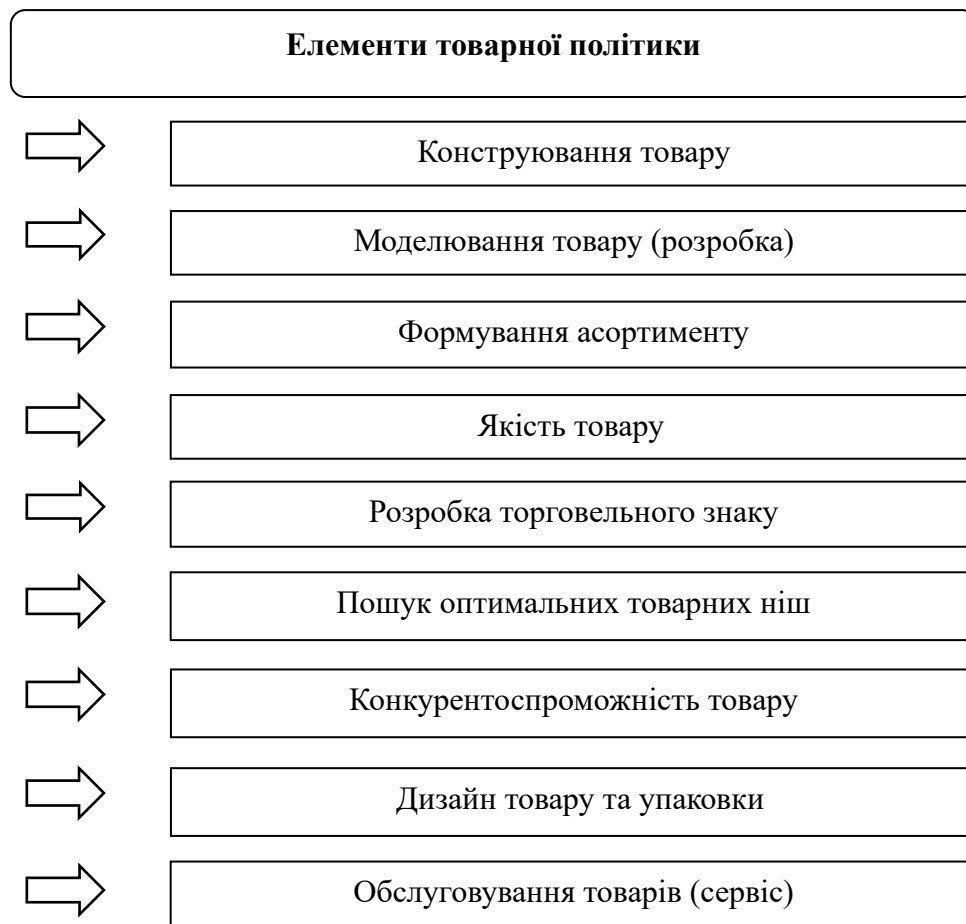 Елементи товарної політики
Конструювання товару
Моделювання товару (розробка)
Формування асортименту
Якість товару
Розробка торговельного знаку
Пошук оптимальних товарних ніш
Конкурентоспроможність товару
Дизайн товару та упаковки
Обслуговування товарів (сервіс)